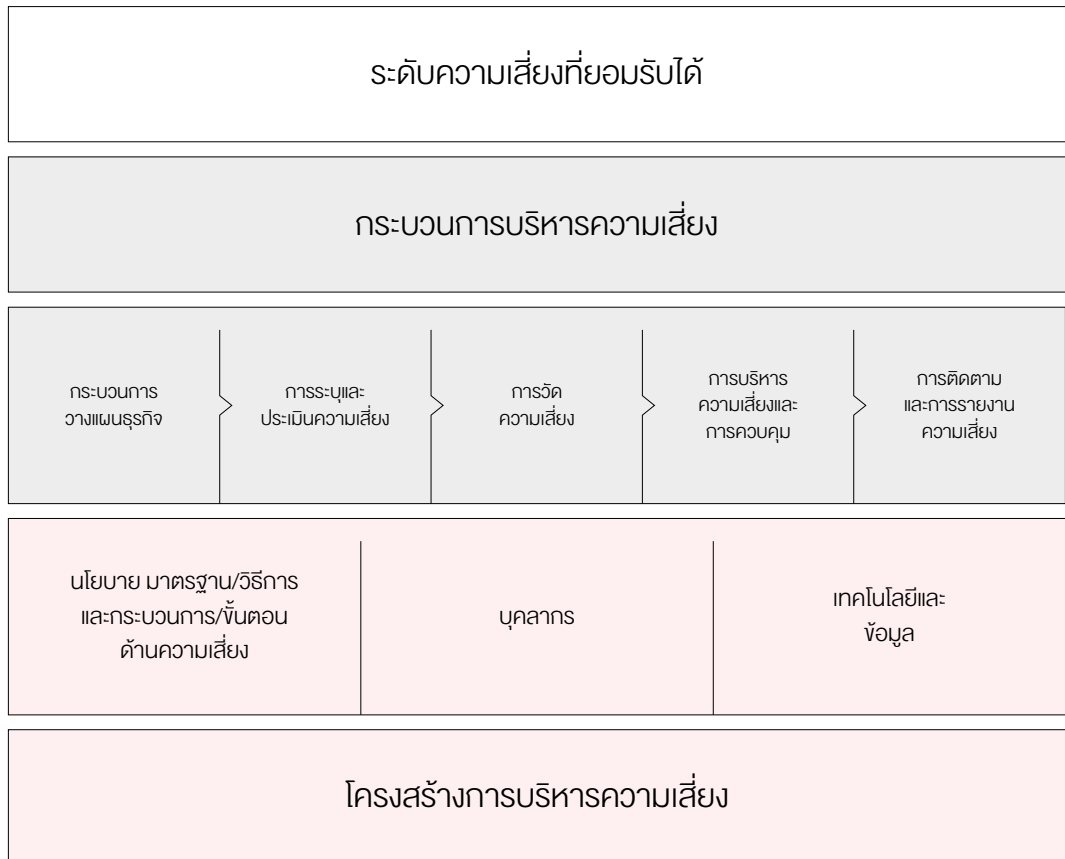 ระดับความเสี่ยงที่ยอมรับได้
กระบวนการบริหารความเสี่ยง
กระบวนการ
วางแผนธุรกิจ
การระบุและ
ประเมินความเสี่ยง
การวัด
ความเสี่ยง
การบริหาร
ความเสี่ยงและ
การควบคุม
การติดตาม
และการรายงาน
ความเสี่ยง
นโยบาย มาตรฐาน/วิธีการ
และกระบวนการ/ขั้นตอน
ด้านความเสี่ยง
บุคลากร
เทคโนโลยีและ
ข้อมูล
โครงสร้างการบริหารความเสี่ยง